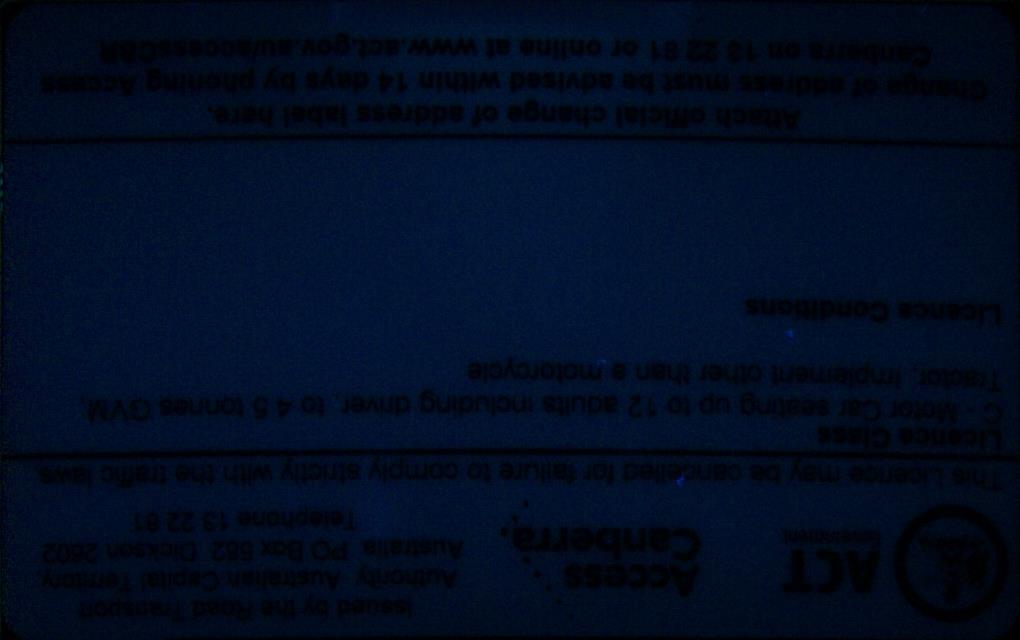 ACT
Government
Access
Canberra
Issued by the Road Transport
Authority Australian Capital Territory,
Australia PO Box 582 Dickson 2602
Telephone 13 22 81
This Licence may be cancelled for failure to comply strictly with the traffic laws
Licence Class
C - Motor Car seating up to 12 adults including driver, to 4.5 tonnes GVM,
Tractor, Implement other than a motorcycle
Licence Conditions
Attach official change of address label here.
Change of address must be advised within 14 days by phoning Access
Canberra on 13 22 81 or online at www.act.gov.au/accessCBR